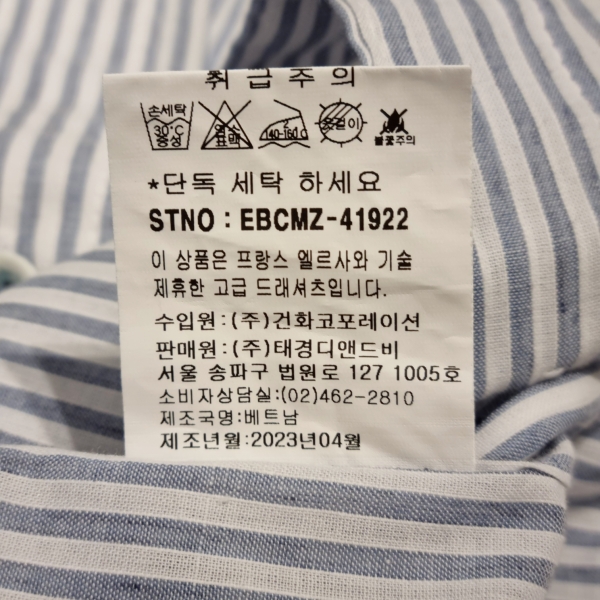 취급주의
손세탁 30°C 중성 염소 표백 2 140-160°C 옷걸이 불꽃주의
*단독 세탁 하세요
STNO : EBCMZ-41922
이 상품은 프랑스 엘르사와 기술
제휴한 고급 드래셔츠입니다.
수입원 : (주)건화코포레이션
판매원 : (주)태경디앤드비
서울 송파구 법원로 127 1005호
소비자상담실:(02)462-2810
제조국명:베트남
제조년월:2023년04월